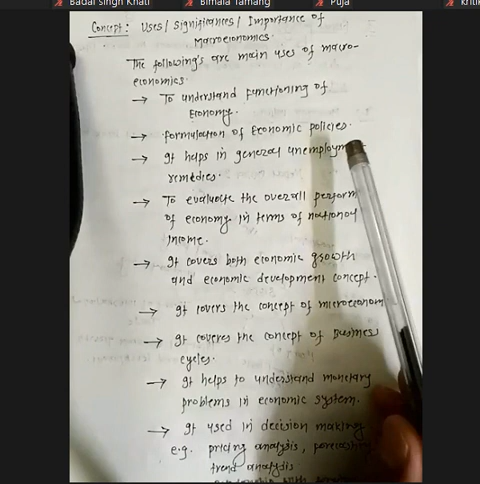 Badal Singh Khati
Bimala Tamang
Puja
Concept: Uses/ Significances/ Importance of
Macroeconomics.
The following's are main uses of macro-
economics.
→ To understand functioning of
Economy.
→ formulation of Economic policies.
→ It helps in general unemploym
remedies.
→ To evaluate the overall perform
of economy in terms of national
income.
→ It covers both economic growth
and economic development concept.
→ It covers the concept of microeconom
→ It coveres the concept of Business
cycles.
→ It helps to understand monetary
problems in economic system.
→ It used in decision making
e.g. pricing analysis, forecasting
trend analysis